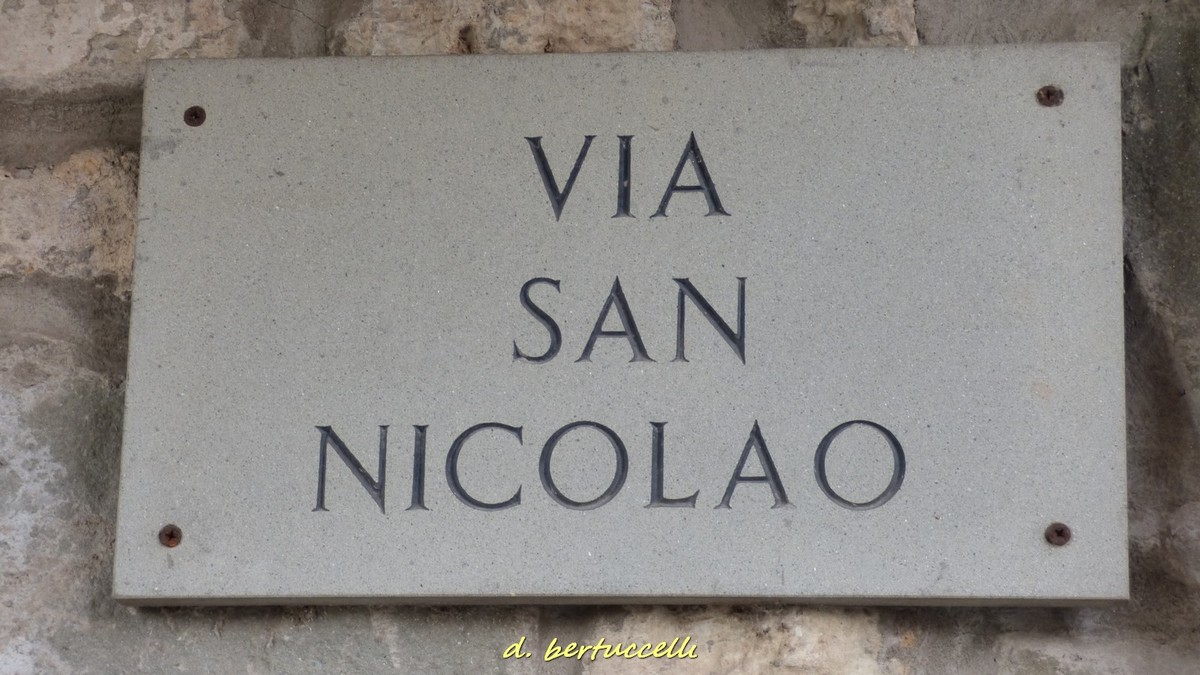 VIA
SAN
NICOLAO
d. bertuccelli